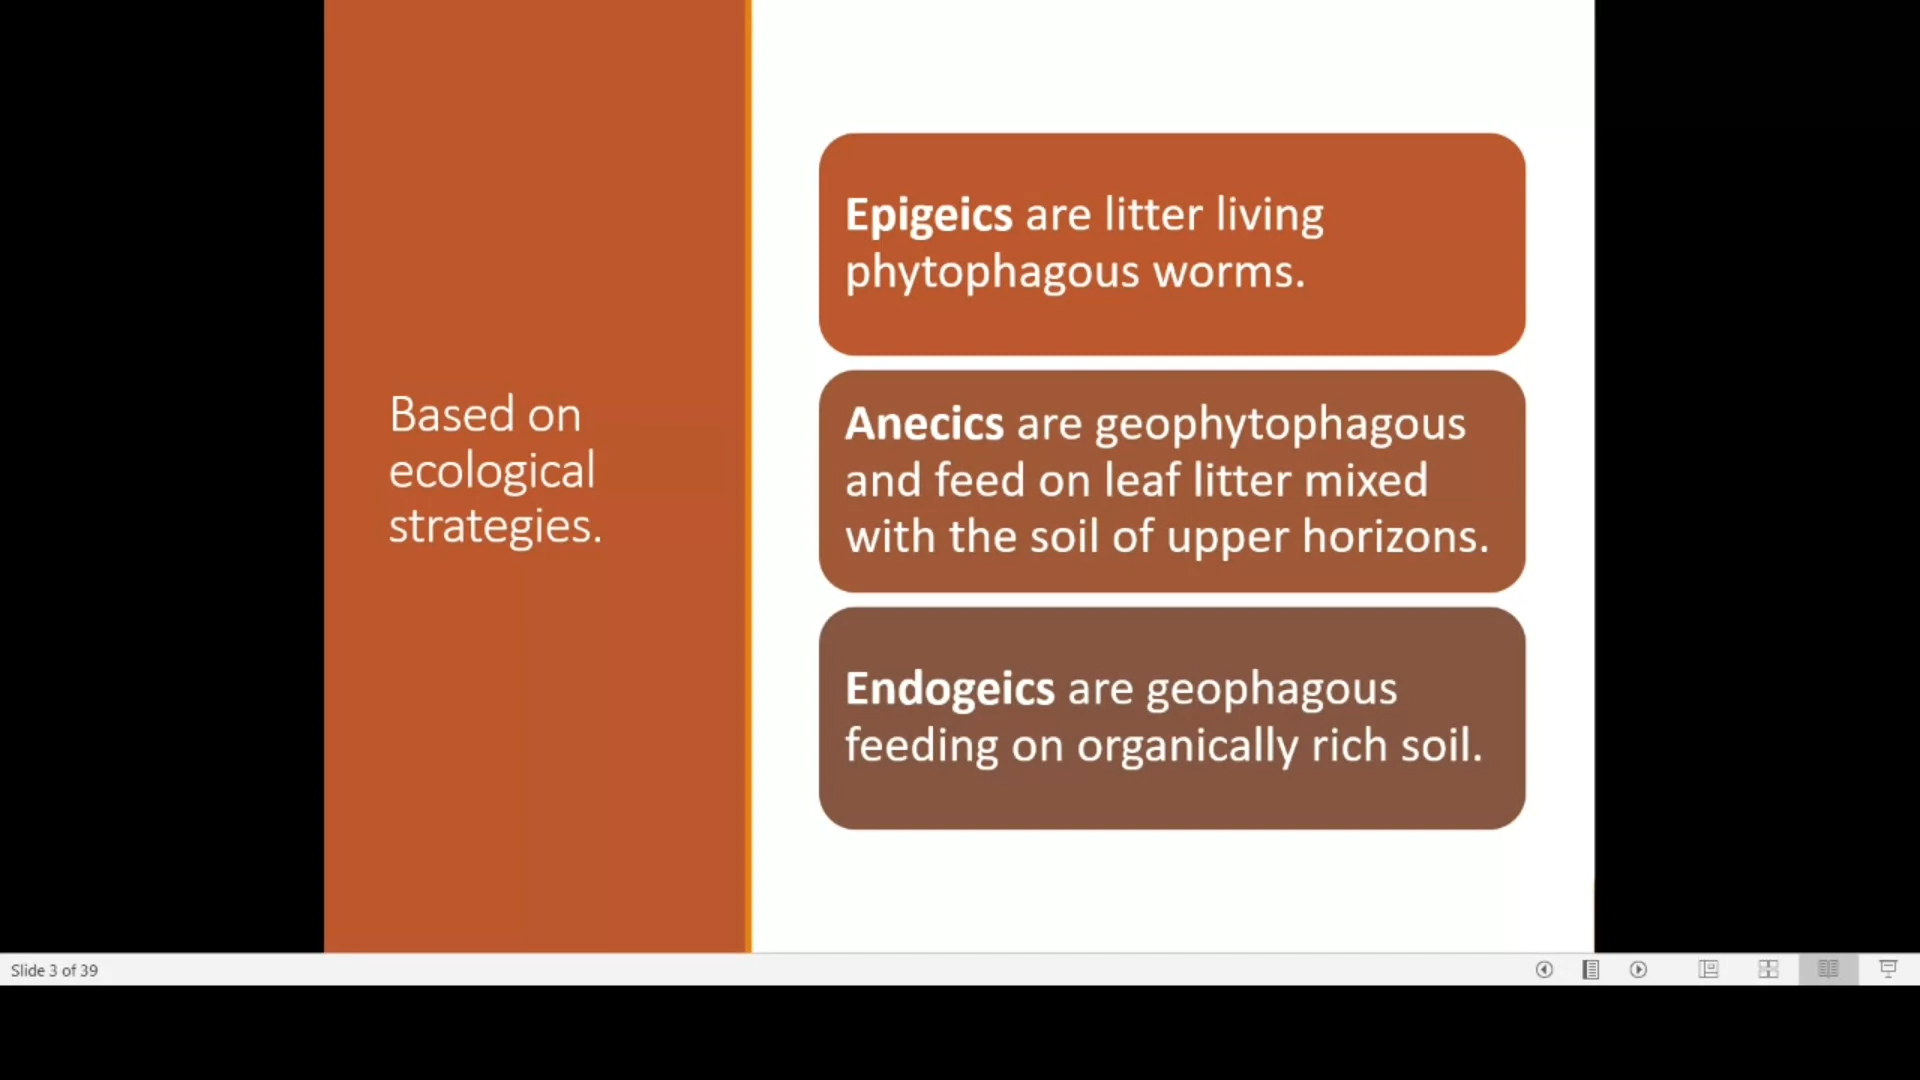 Based on
ecological
strategies.
Epigeics are litter living
phytophagous worms.
Anecics are geophytophagous
and feed on leaf litter mixed
with the soil of upper horizons.
Endogeics are geophagous
feeding on organically rich soil.
Slide 3 of 39